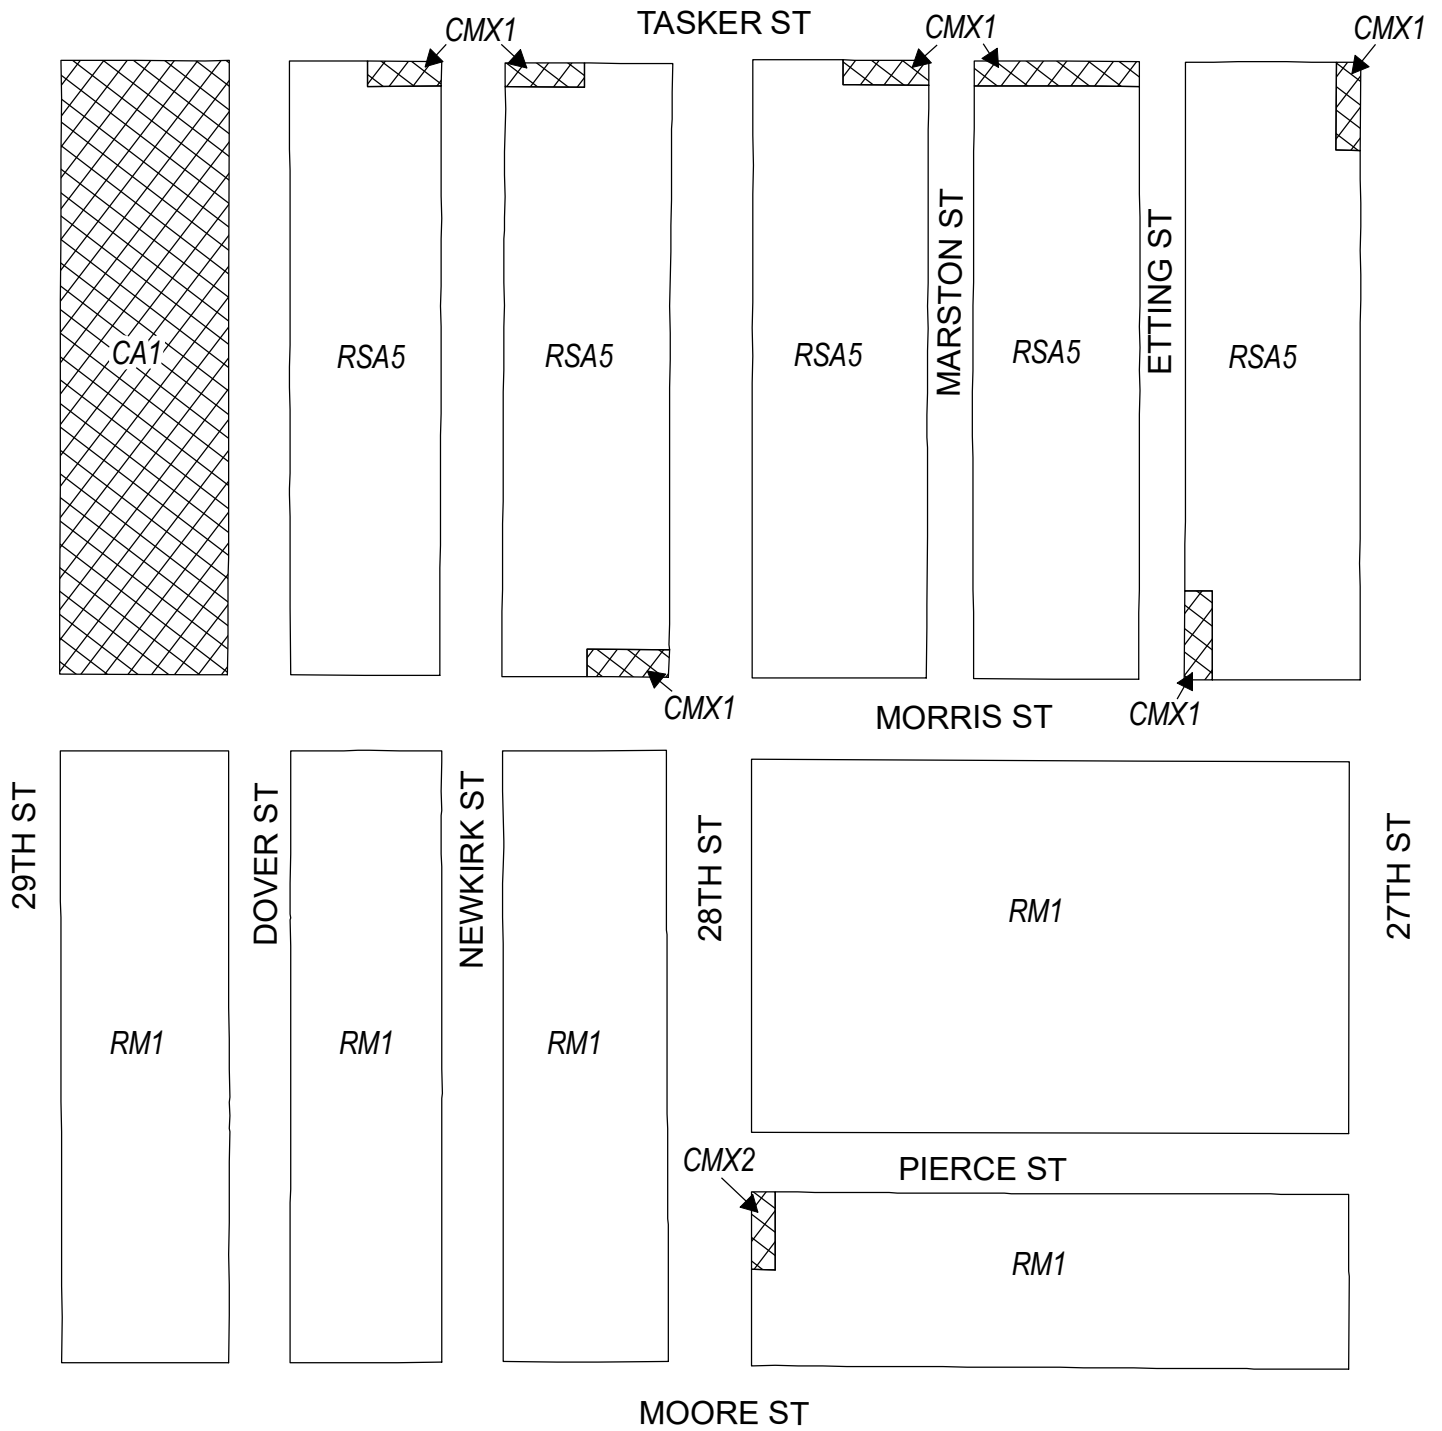 TASKER ST
CMX1
CMX1
CMX1
CA1
RSA5
RSA5
RSA5
MARSTON ST
RSA5
ETTING ST
RSA5
CMX1
MORRIS ST
CMX1
29TH ST
DOVER ST
NEWKIRK ST
28TH ST
27TH ST
RM1
RM1
RM1
RM1
CMX2
PIERCE ST
RM1
MOORE ST